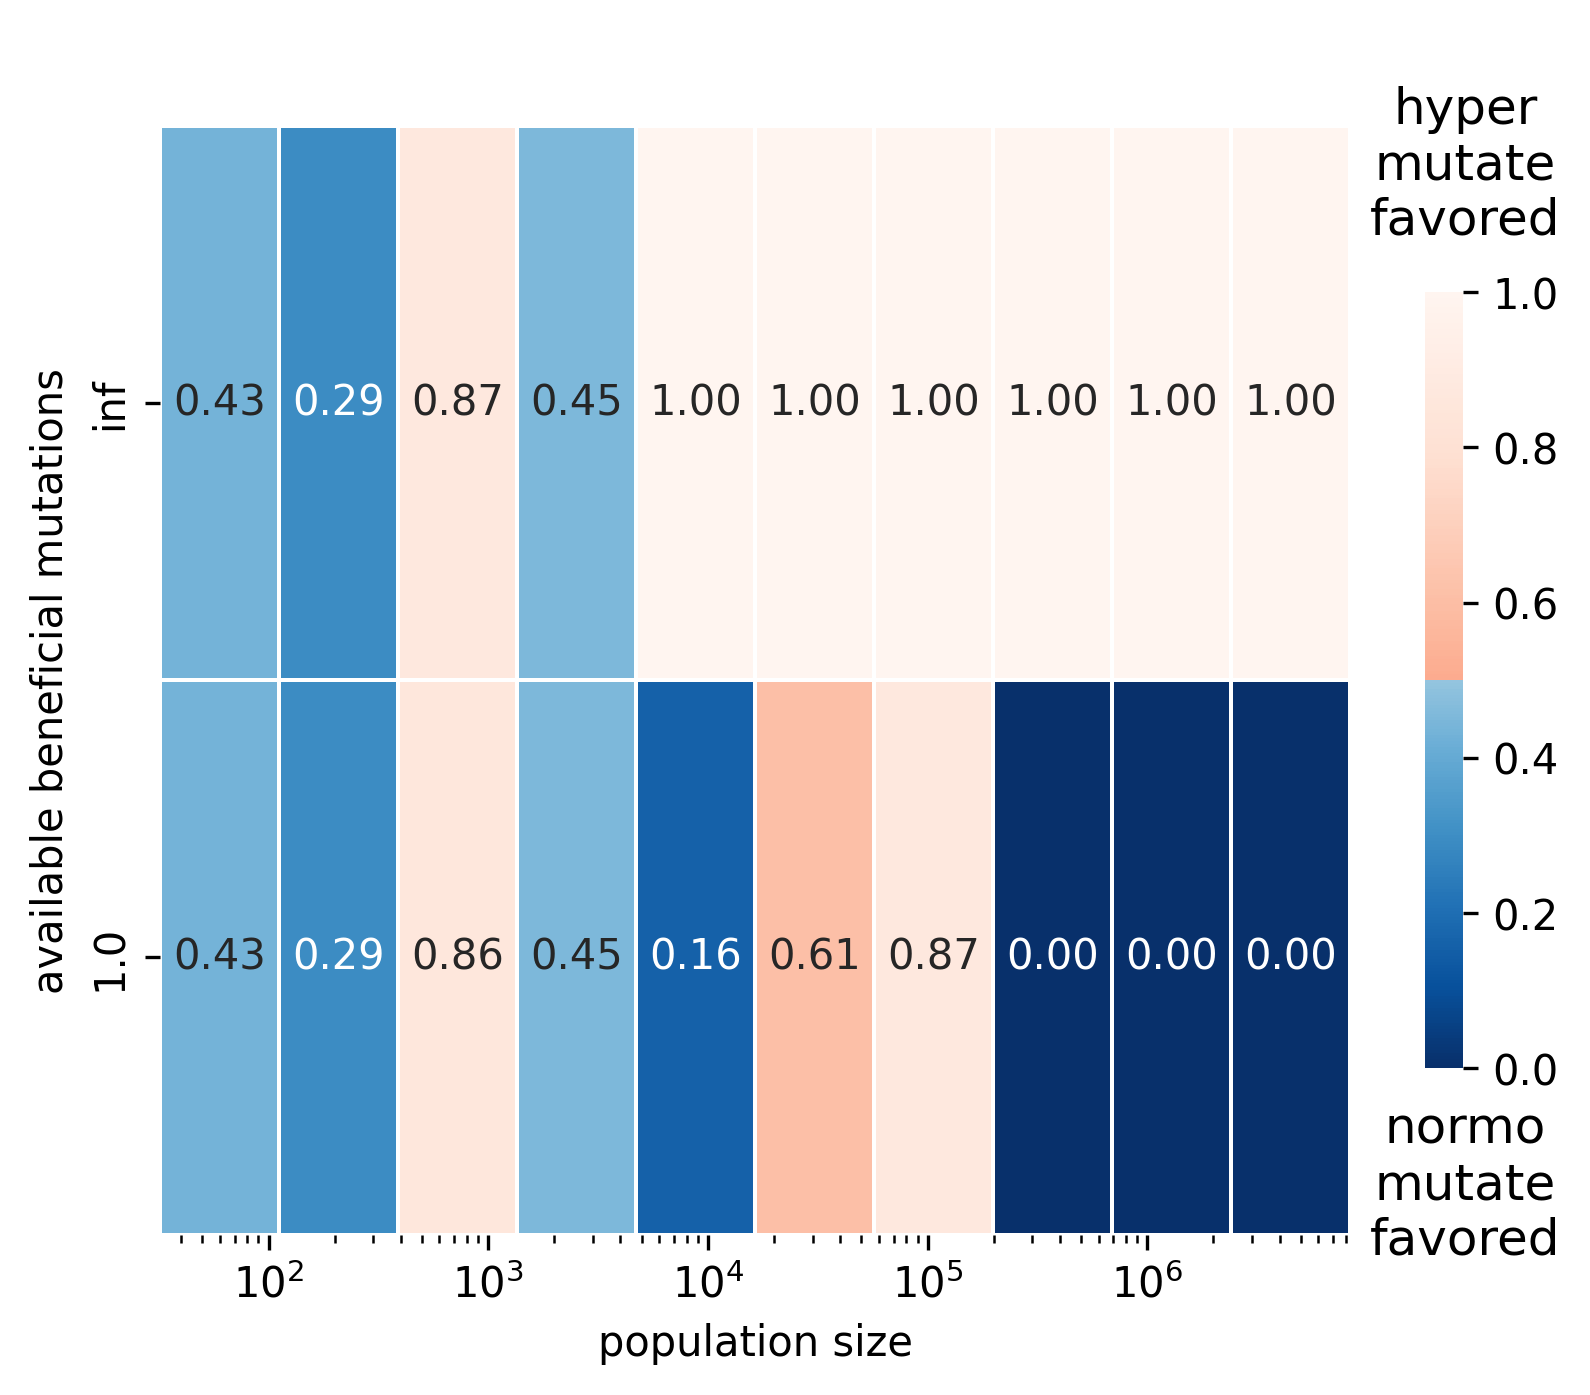 hyper
mutate
favored
available beneficial mutations
inf
0.43 0.29 0.87 0.45 1.00 1.00 1.00 1.00 1.00 1.00
1.0
0.43 0.29 0.86 0.45 0.16 0.61 0.87 0.00 0.00 0.00
1.0
0.8
0.6
0.4
0.2
0.0
normo
mutate
favored
10² 10³ 10⁴ 10⁵ 10⁶
population size